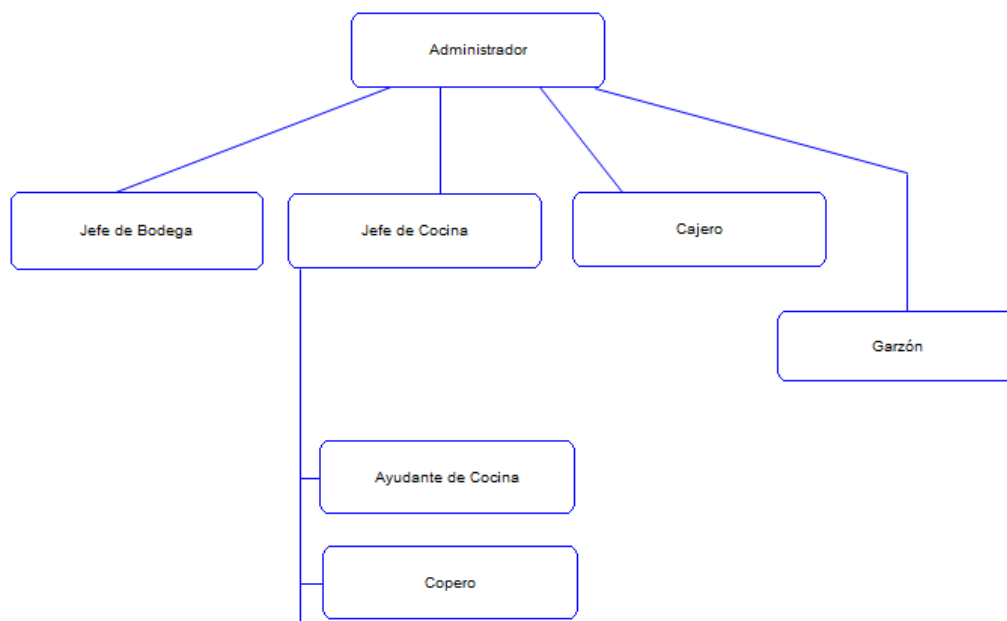 Administrador
Jefe de Bodega
Jefe de Cocina
Cajero
Garzón
Ayudante de Cocina
Copero